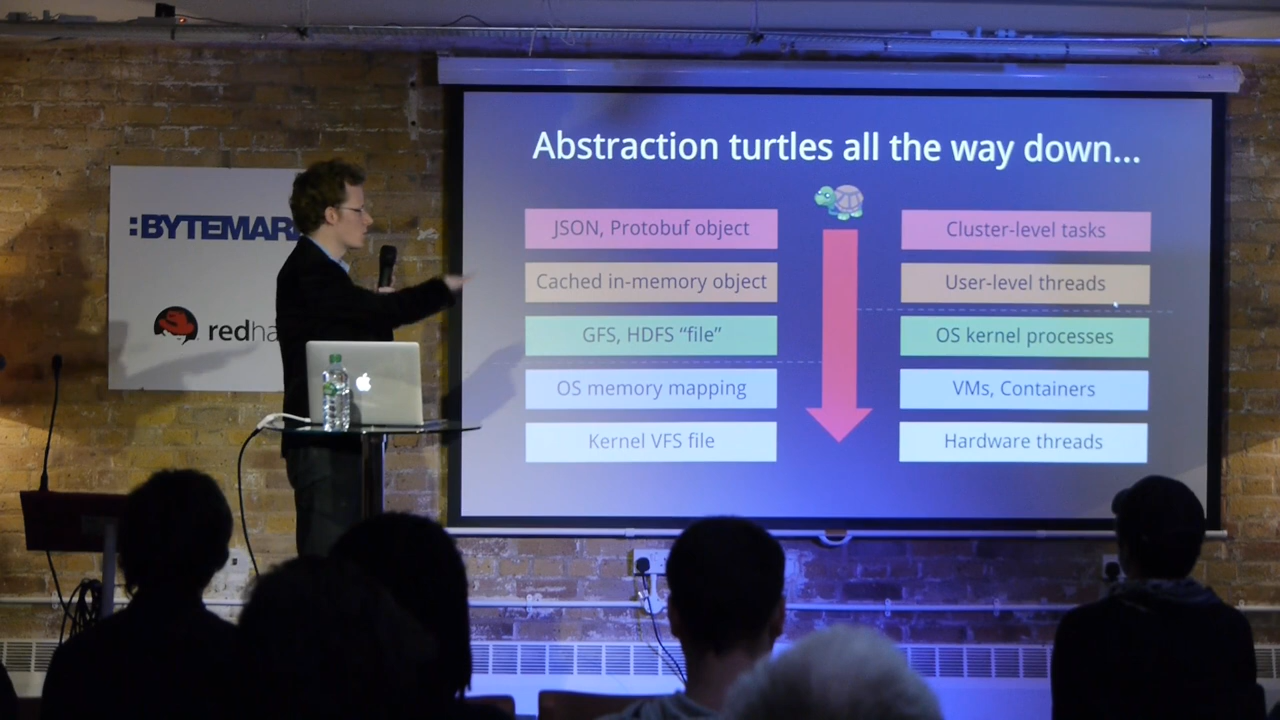 Abstraction turtles all the way down...
JSON, Protobuf object
Cached in-memory object
GFS, HDFS “file”
OS memory mapping
Kernel VFS file
Cluster-level tasks
User-level threads
OS kernel processes
VMs, Containers
Hardware threads
:BYTEMAR
redha